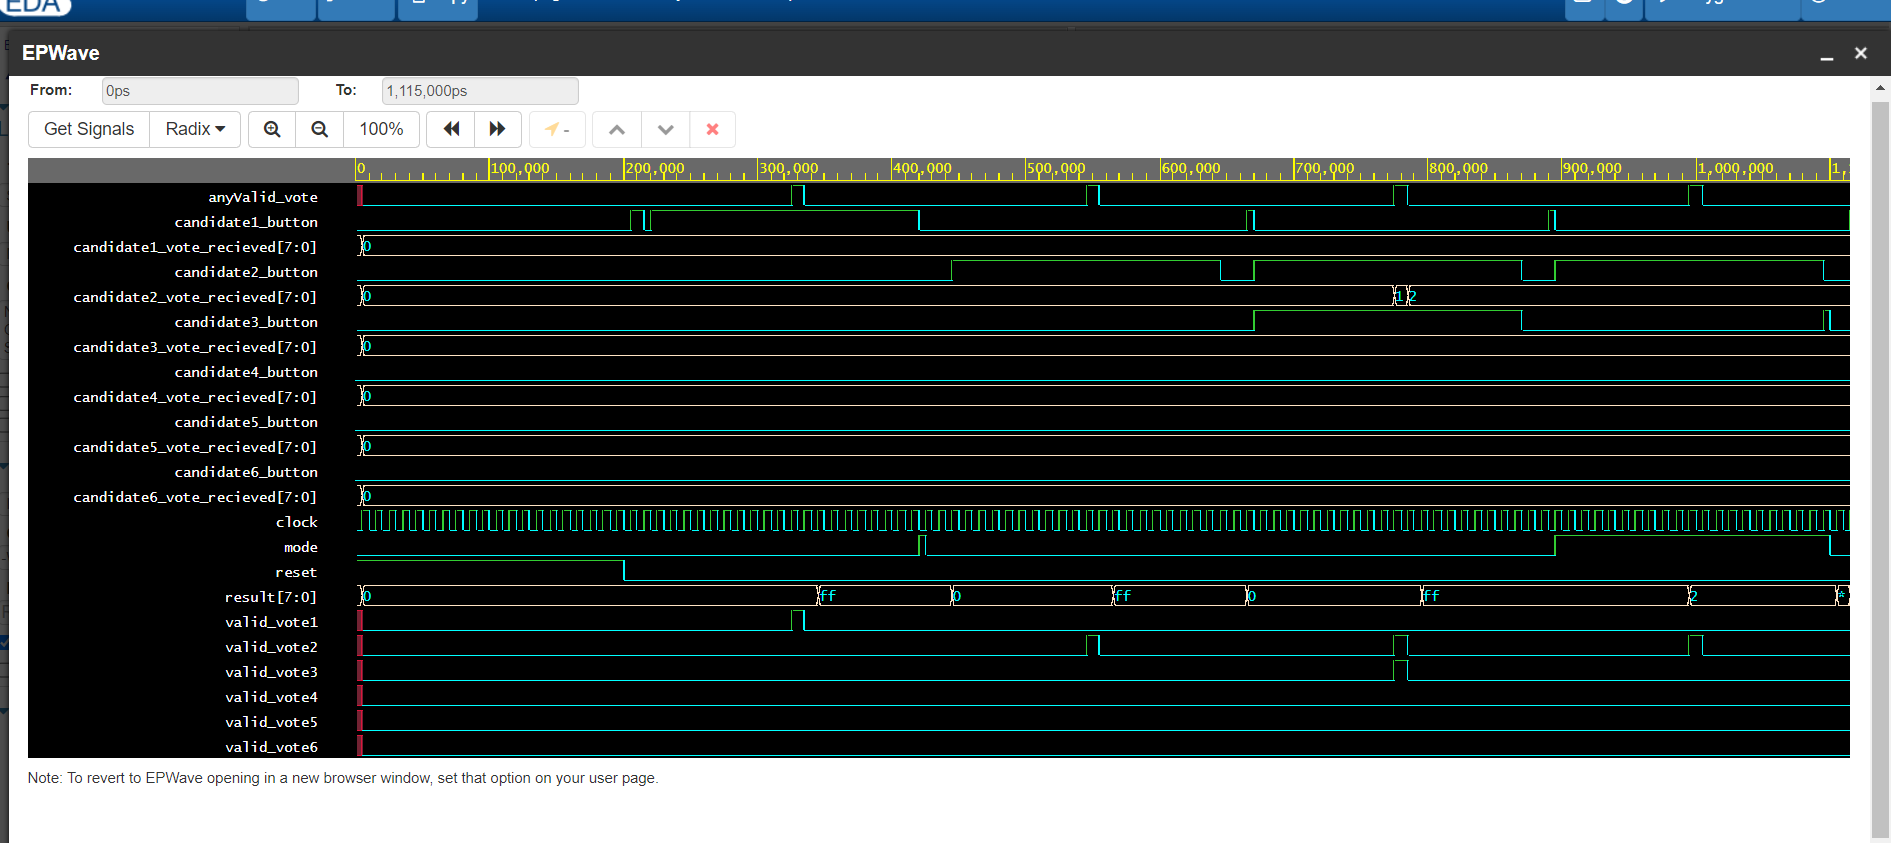 EDA
EPWave
From: 0ps To: 1,115,000ps
Get Signals Radix 100% -
0 100,000 200,000 300,000 400,000 500,000 600,000 700,000 800,000 900,000 1,000,000 1,
anyValid_vote
candidate1_button
candidate1_vote_recieved[7:0] 0
candidate2_button
candidate2_vote_recieved[7:0] 0 1 2
candidate3_button
candidate3_vote_recieved[7:0] 0
candidate4_button
candidate4_vote_recieved[7:0] 0
candidate5_button
candidate5_vote_recieved[7:0] 0
candidate6_button
candidate6_vote_recieved[7:0] 0
clock
mode
reset
result[7:0] 0 ff 0 ff 0 ff 2 *
valid_vote1
valid_vote2
valid_vote3
valid_vote4
valid_vote5
valid_vote6
Note: To revert to EPWave opening in a new browser window, set that option on your user page.